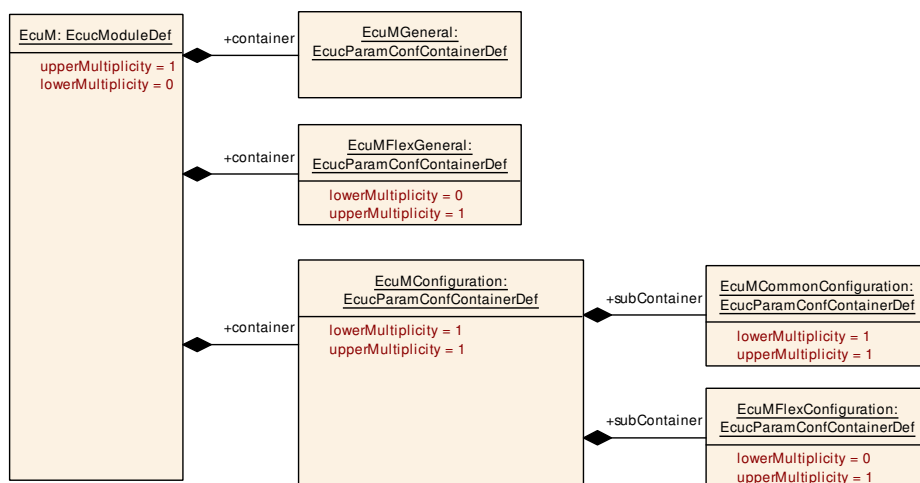 EcuM: EcucModuleDef
upperMultiplicity = 1
lowerMultiplicity = 0
+container
EcuMGeneral:
EcucParamConfContainerDef
+container
EcuMFlexGeneral:
EcucParamConfContainerDef
lowerMultiplicity = 0
upperMultiplicity = 1
+container
EcuMConfiguration:
EcucParamConfContainerDef
lowerMultiplicity = 1
upperMultiplicity = 1
+subContainer
EcuMCommonConfiguration:
EcucParamConfContainerDef
lowerMultiplicity = 1
upperMultiplicity = 1
+subContainer
EcuMFlexConfiguration:
EcucParamConfContainerDef
lowerMultiplicity = 0
upperMultiplicity = 1